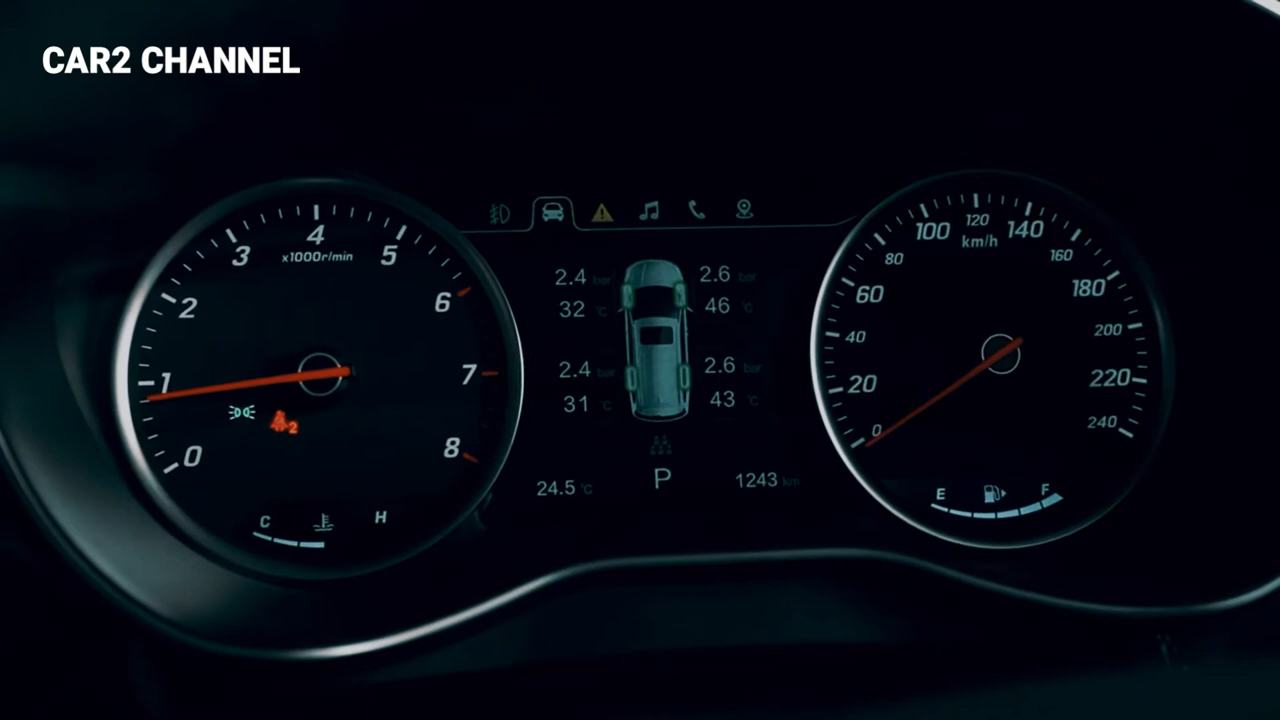 CAR2 CHANNEL
0
1
2
3
4
5
6
7
8
x1000r/min
2
C H
2.4 bar 2.6 bar
32 °C 46 °C
2.4 bar 2.6 bar
31 °C 43 °C
P
24.5 °C 1243 km
0
20
40
60
80
100
120
140
160
180
200
220
240
km/h
E F